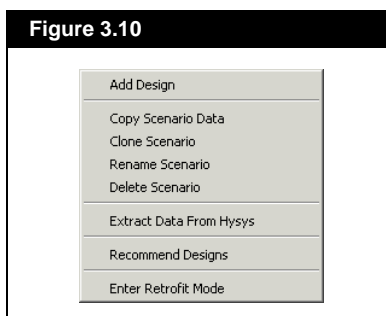 Figure 3.10
Add Design
Copy Scenario Data
Clone Scenario
Rename Scenario
Delete Scenario
Extract Data From Hysys
Recommend Designs
Enter Retrofit Mode